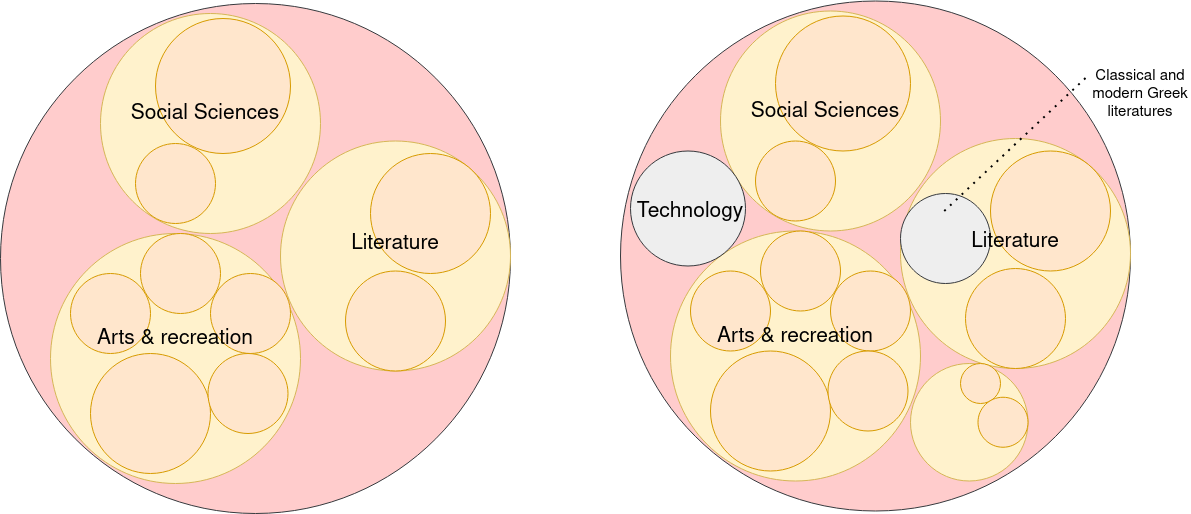 Social Sciences
Literature
Arts & recreation
Classical and
modern Greek
literatures
Social Sciences
Technology
Literature
Arts & recreation